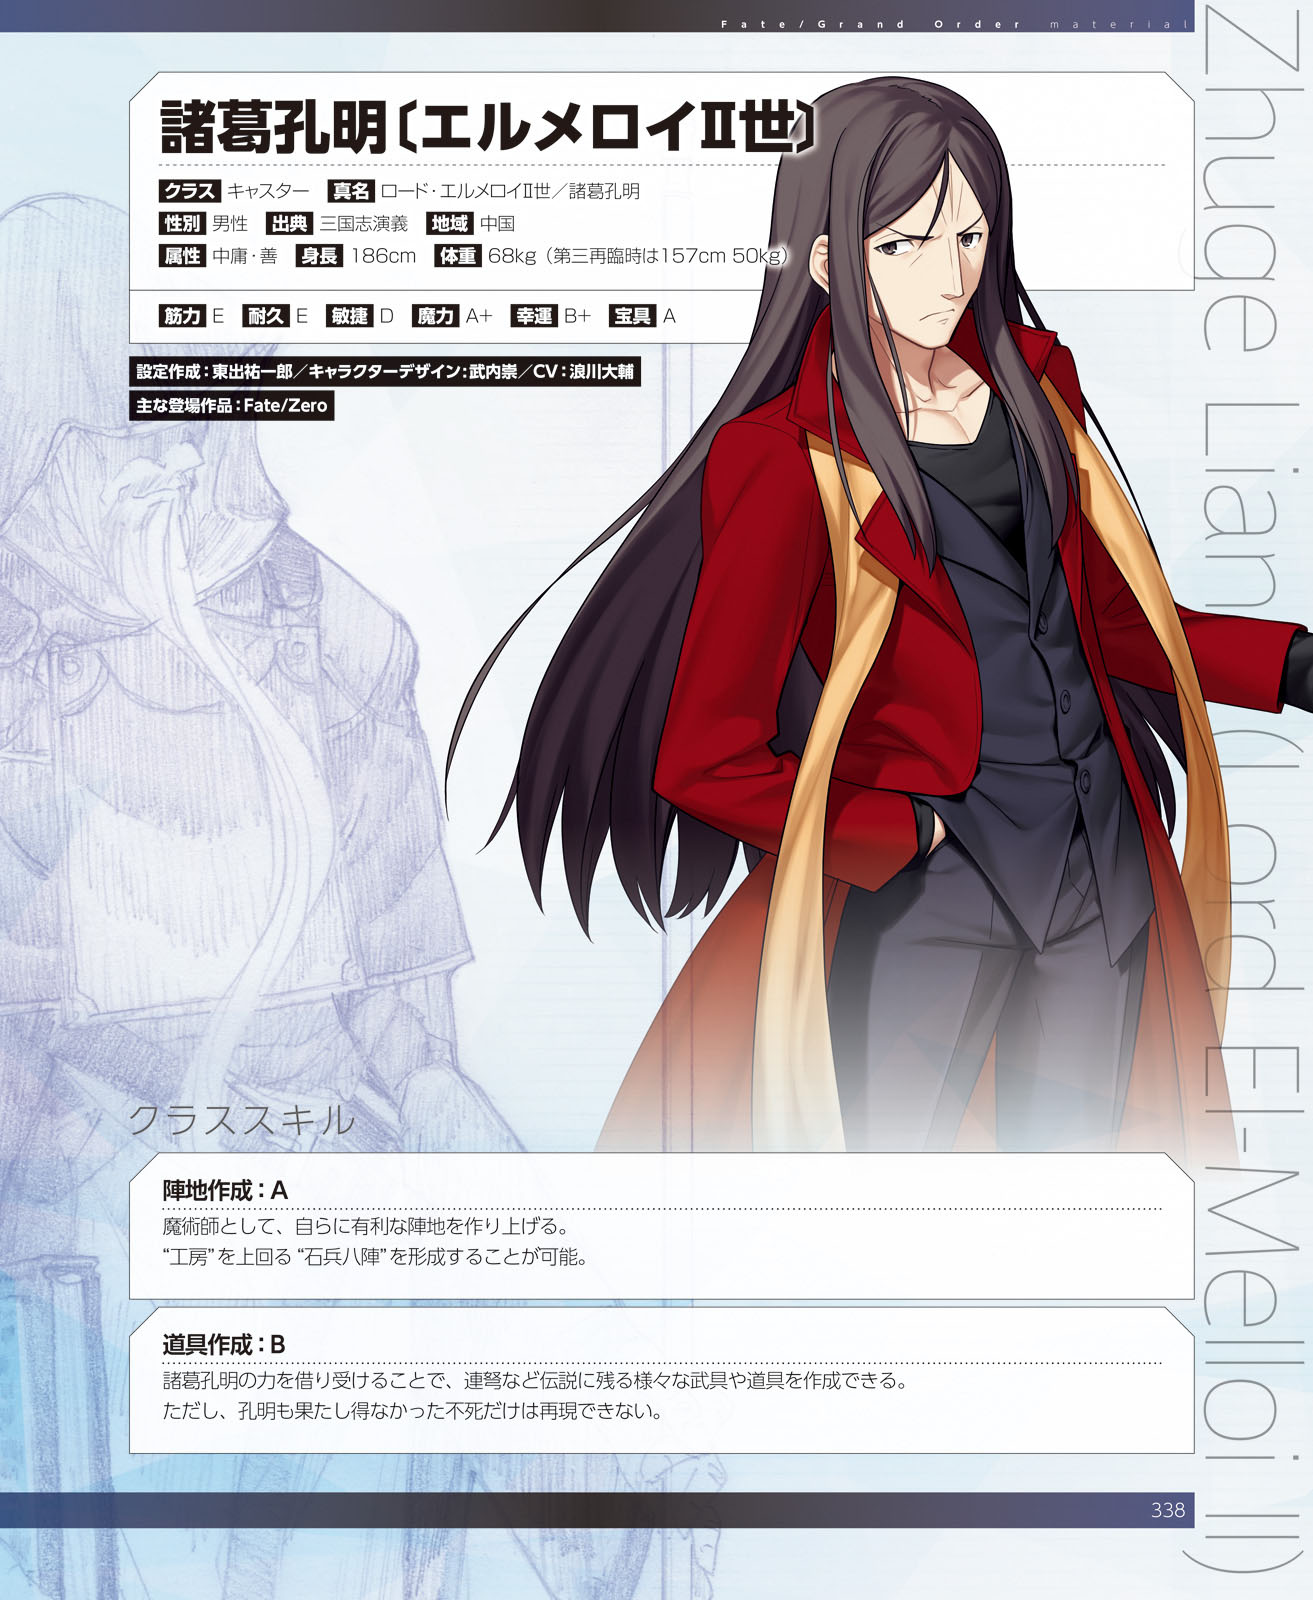 Fate/Grand Order material
諸葛孔明〔エルメロイⅡ世〕
クラス キャスター 真名 ロード・エルメロイⅡ世／諸葛孔明
性別 男性 出典 三国志演義 地域 中国
属性 中庸・善 身長 186cm 体重 68kg（第三再臨時は157cm 50kg）
筋力 E 耐久 E 敏捷 D 魔力 A+ 幸運 B+ 宝具 A
設定作成：東出祐一郎／キャラクターデザイン：武内崇／CV：浪川大輔
主な登場作品：Fate/Zero
Zhuge Liang (Lord El-Melloi II)
クラススキル
陣地作成：A
魔術師として、自らに有利な陣地を作り上げる。
“工房”を上回る“石兵八陣”を形成することが可能。
道具作成：B
諸葛孔明の力を借り受けることで、連弩など伝説に残る様々な武具や道具を作成できる。
ただし、孔明も果たし得なかった不死だけは再現できない。
338